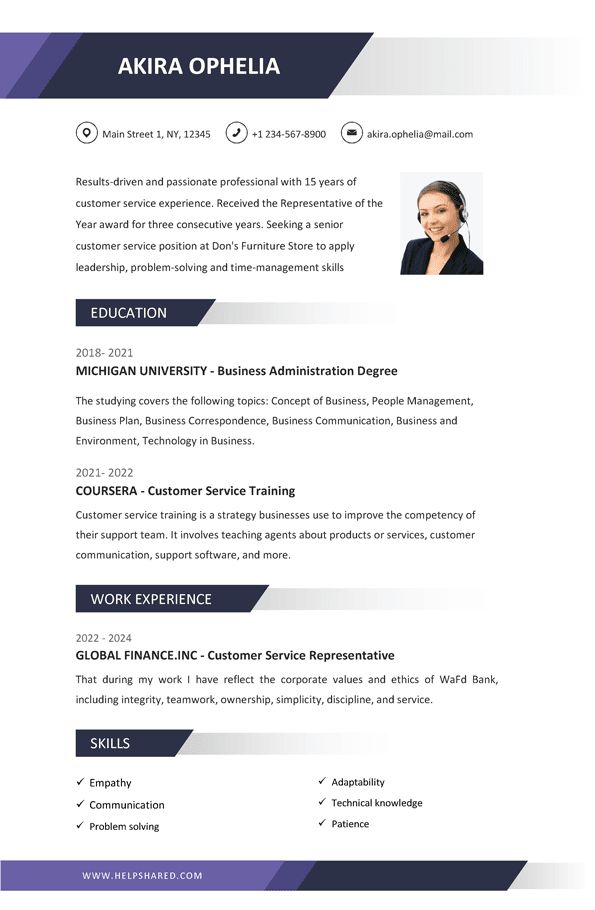 AKIRA OPHELIA
Main Street 1, NY, 12345 +1 234-567-8900 akira.ophelia@mail.com
Results-driven and passionate professional with 15 years of
customer service experience. Received the Representative of the
Year award for three consecutive years. Seeking a senior
customer service position at Don's Furniture Store to apply
leadership, problem-solving and time-management skills
EDUCATION
2018- 2021
MICHIGAN UNIVERSITY - Business Administration Degree
The studying covers the following topics: Concept of Business, People Management,
Business Plan, Business Correspondence, Business Communication, Business and
Environment, Technology in Business.
2021- 2022
COURSERA - Customer Service Training
Customer service training is a strategy businesses use to improve the competency of
their support team. It involves teaching agents about products or services, customer
communication, support software, and more.
WORK EXPERIENCE
2022 - 2024
GLOBAL FINANCE.INC - Customer Service Representative
That during my work I have reflect the corporate values and ethics of WaFd Bank,
including integrity, teamwork, ownership, simplicity, discipline, and service.
SKILLS
✓ Empathy
✓ Communication
✓ Problem solving
✓ Adaptability
✓ Technical knowledge
✓ Patience
WWW.HELPSHARED.COM